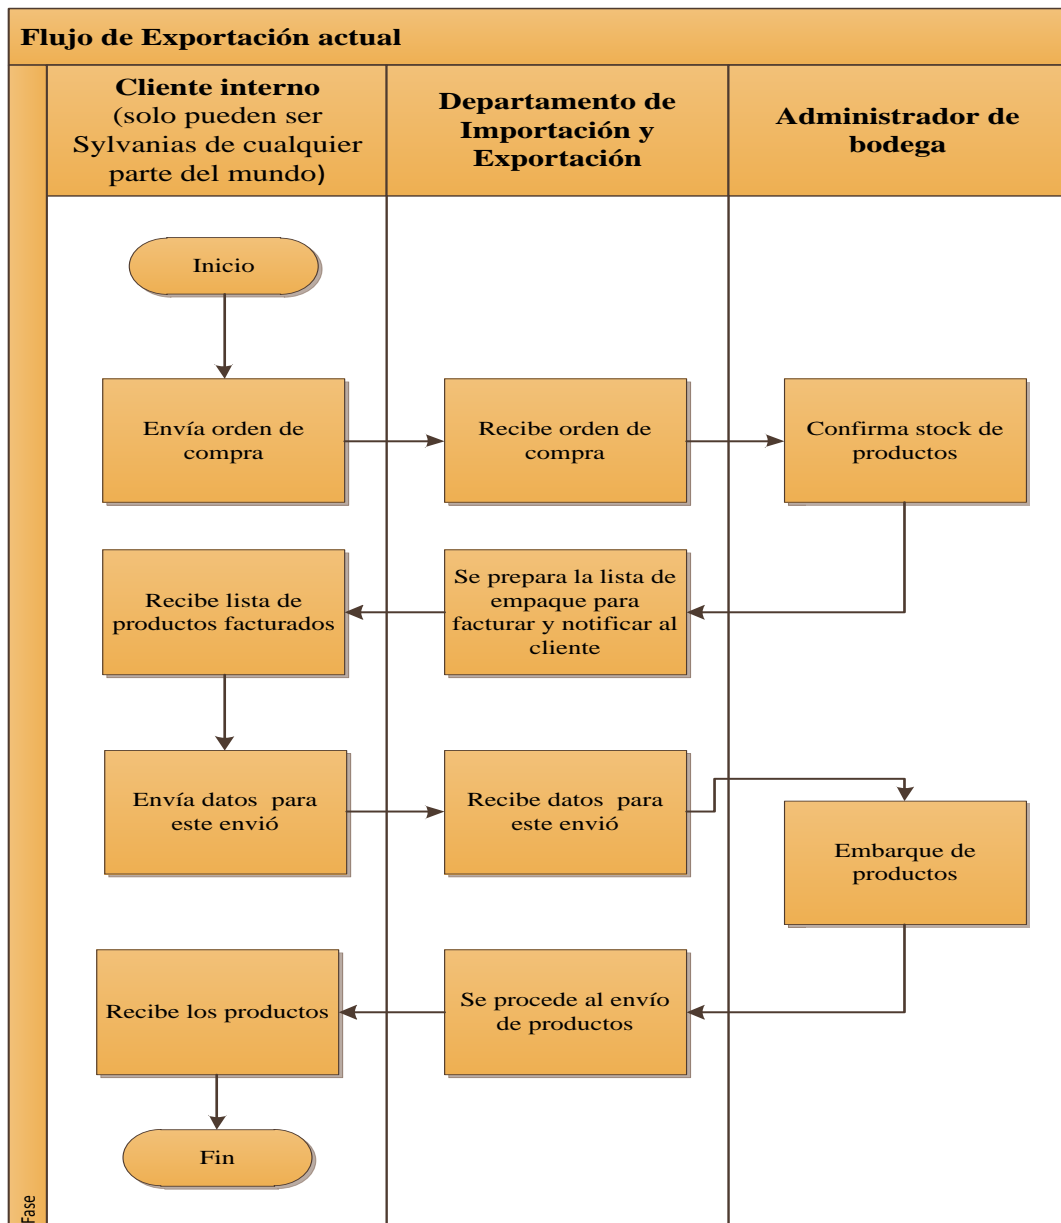 Flujo de Exportación actual
Cliente interno
(solo pueden ser
Sylvanias de cualquier
parte del mundo)
Departamento de
Importación y
Exportación
Administrador de
bodega
Inicio
Envía orden de
compra
Recibe orden de
compra
Confirma stock de
productos
Recibe lista de
productos facturados
Se prepara la lista de
empaque para
facturar y notificar al
cliente
Envía datos  para
este envió
Recibe datos  para
este envió
Embarque de
productos
Recibe los productos
Se procede al envío
de productos
Fin
Fase